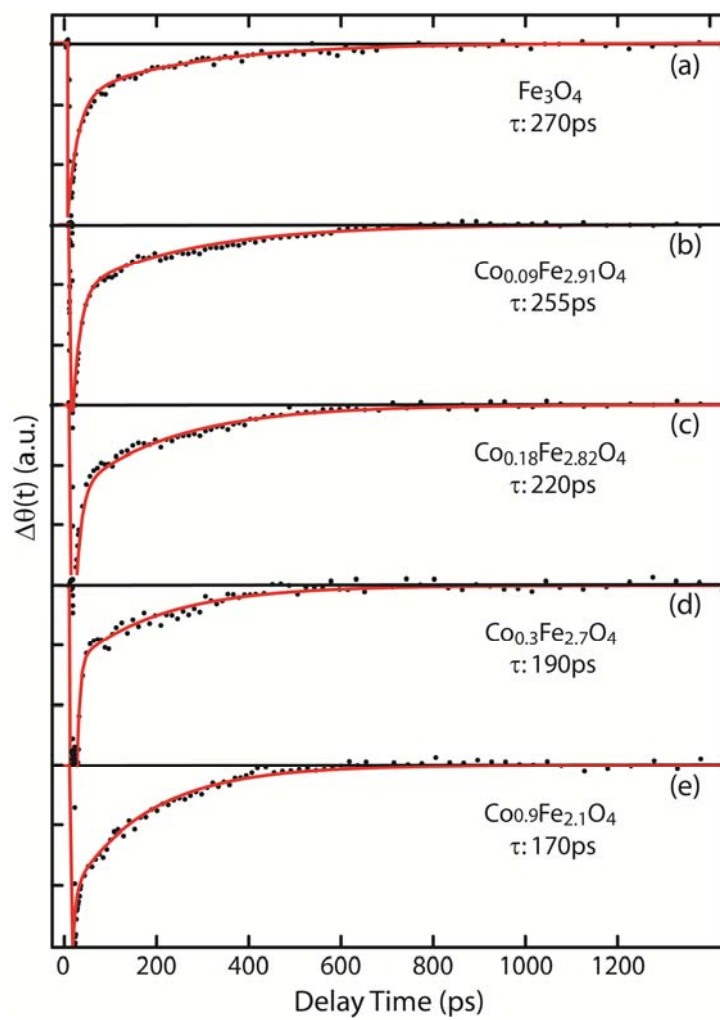 (a)
Fe₃O₄
τ: 270ps
(b)
Co₀.₀₉Fe₂.₉₁O₄
τ: 255ps
(c)
Co₀.₁₈Fe₂.₈₂O₄
τ: 220ps
(d)
Co₀.₃Fe₂.₇O₄
τ: 190ps
(e)
Co₀.₉Fe₂.₁O₄
τ: 170ps
Δθ(t) (a.u.)
0 200 400 600 800 1000 1200
Delay Time (ps)